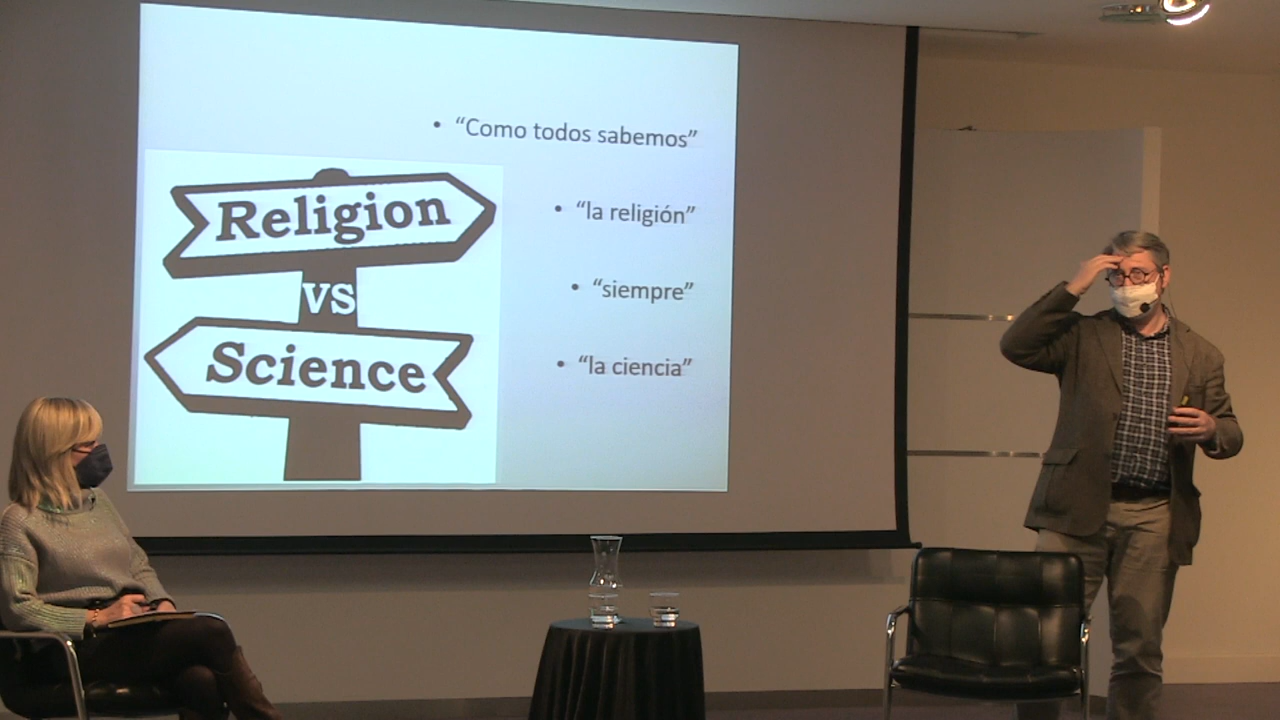 • “Como todos sabemos”
Religion
• “la religión”
vs
• “siempre”
Science
• “la ciencia”